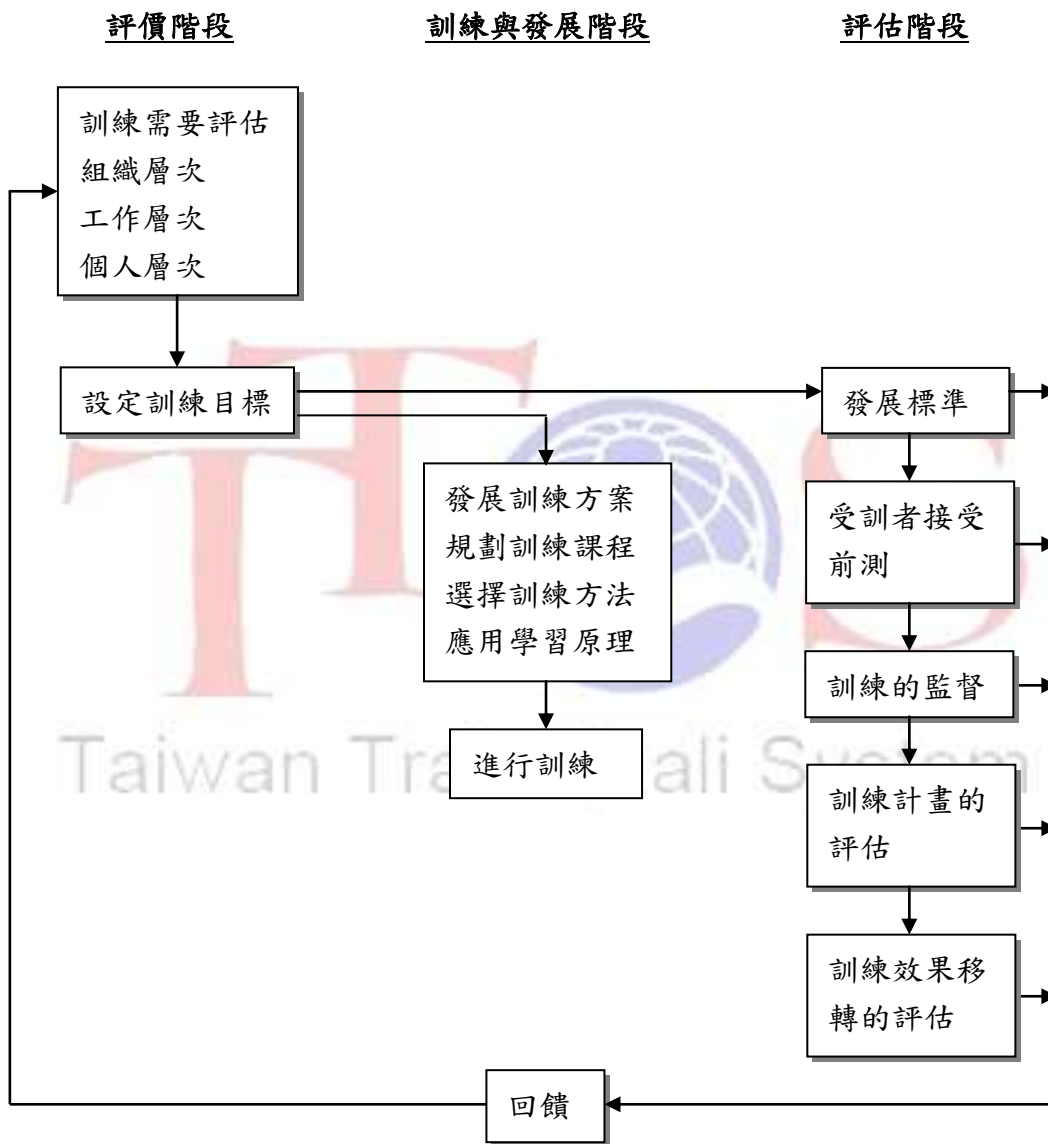 評價階段
訓練與發展階段
評估階段
訓練需要評估
組織層次
工作層次
個人層次
設定訓練目標
發展訓練方案
規劃訓練課程
選擇訓練方法
應用學習原理
進行訓練
發展標準
受訓者接受
前測
訓練的監督
訓練計畫的
評估
訓練效果移
轉的評估
回饋
Taiwan Tra ali System